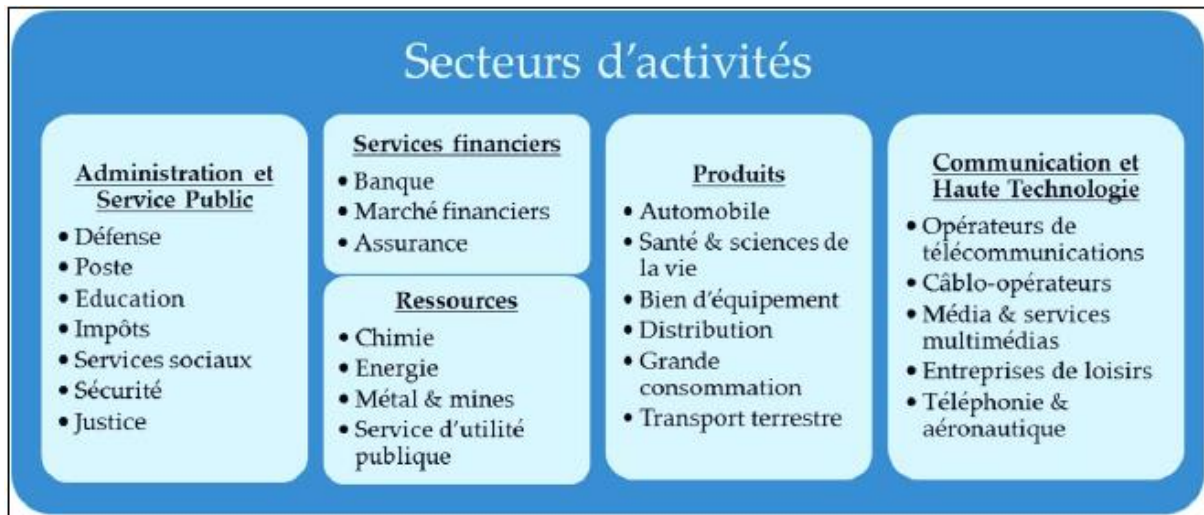 Secteurs d'activités
Administration et
Service Public
• Défense
• Poste
• Education
• Impôts
• Services sociaux
• Sécurité
• Justice
Services financiers
• Banque
• Marché financiers
• Assurance
Ressources
• Chimie
• Energie
• Métal & mines
• Service d'utilité
publique
Produits
• Automobile
• Santé & sciences de
la vie
• Bien d'équipement
• Distribution
• Grande
consommation
• Transport terrestre
Communication et
Haute Technologie
• Opérateurs de
télécommunications
• Câblo-opérateurs
• Média & services
multimédias
• Entreprises de loisirs
• Téléphonie &
aéronautique